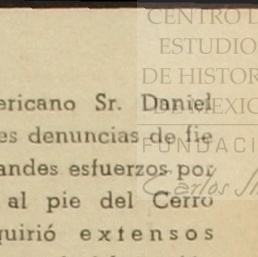 CENTRO D
ESTUDIO
DE HISTOR
DE MEXIC
FUNDACI
Carlos
ericano Sr. Daniel
es denuncias de fie
andes esfuerzos por
al pie del Cerro
quirió extensos